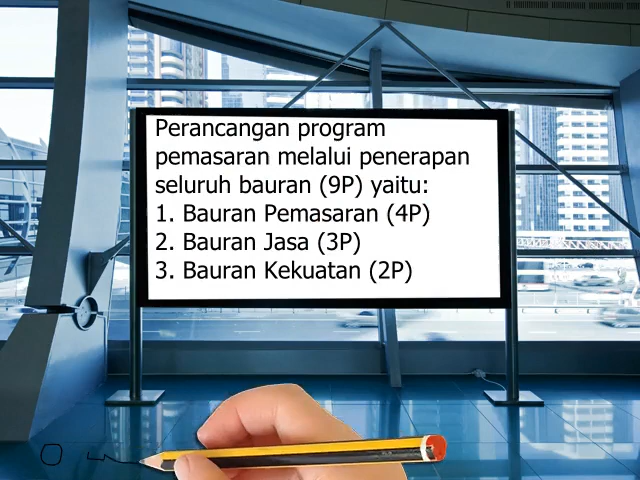 Perancangan program
pemasaran melalui penerapan
seluruh bauran (9P) yaitu:
1. Bauran Pemasaran (4P)
2. Bauran Jasa (3P)
3. Bauran Kekuatan (2P)